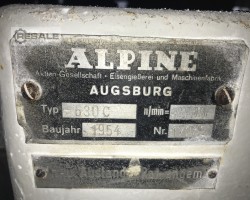 RESALE
ALPINE
Aktien-Gesellschaft · Eisengießerei und Maschinenfabrik
AUGSBURG
Typ 630 C n/min=
Baujahr 1954 Nr.